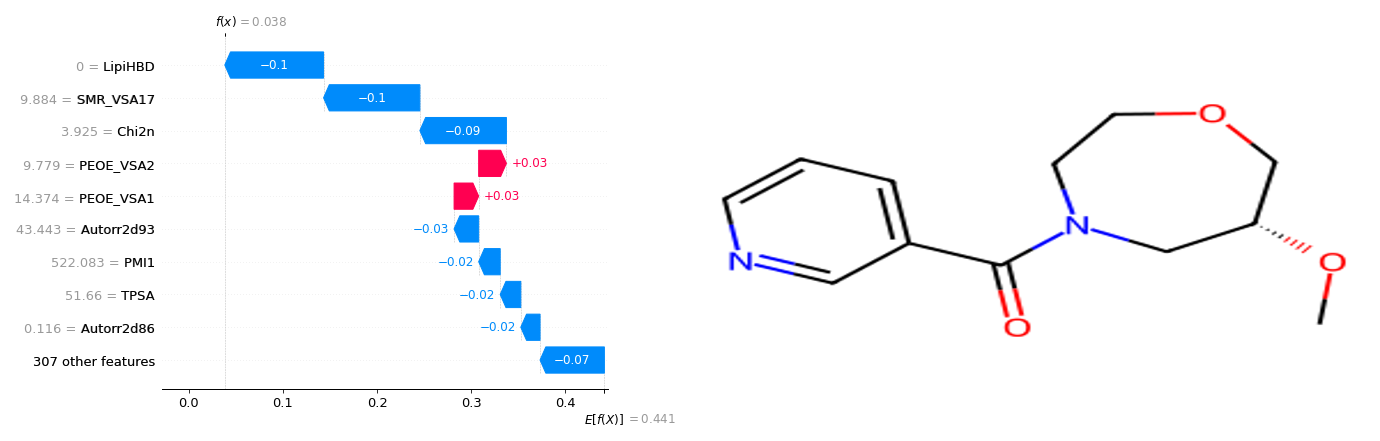 f(x) = 0.038
0 = LipiHBD
−0.1
9.884 = SMR_VSA17
−0.1
3.925 = Chi2n
−0.09
9.779 = PEOE_VSA2
+0.03
14.374 = PEOE_VSA1
+0.03
43.443 = Autorr2d93
−0.03
522.083 = PMI1
−0.02
51.66 = TPSA
−0.02
0.116 = Autorr2d86
−0.02
307 other features
−0.07
0.0 0.1 0.2 0.3 0.4
E[f(X)] = 0.441
O
N
N
O
O